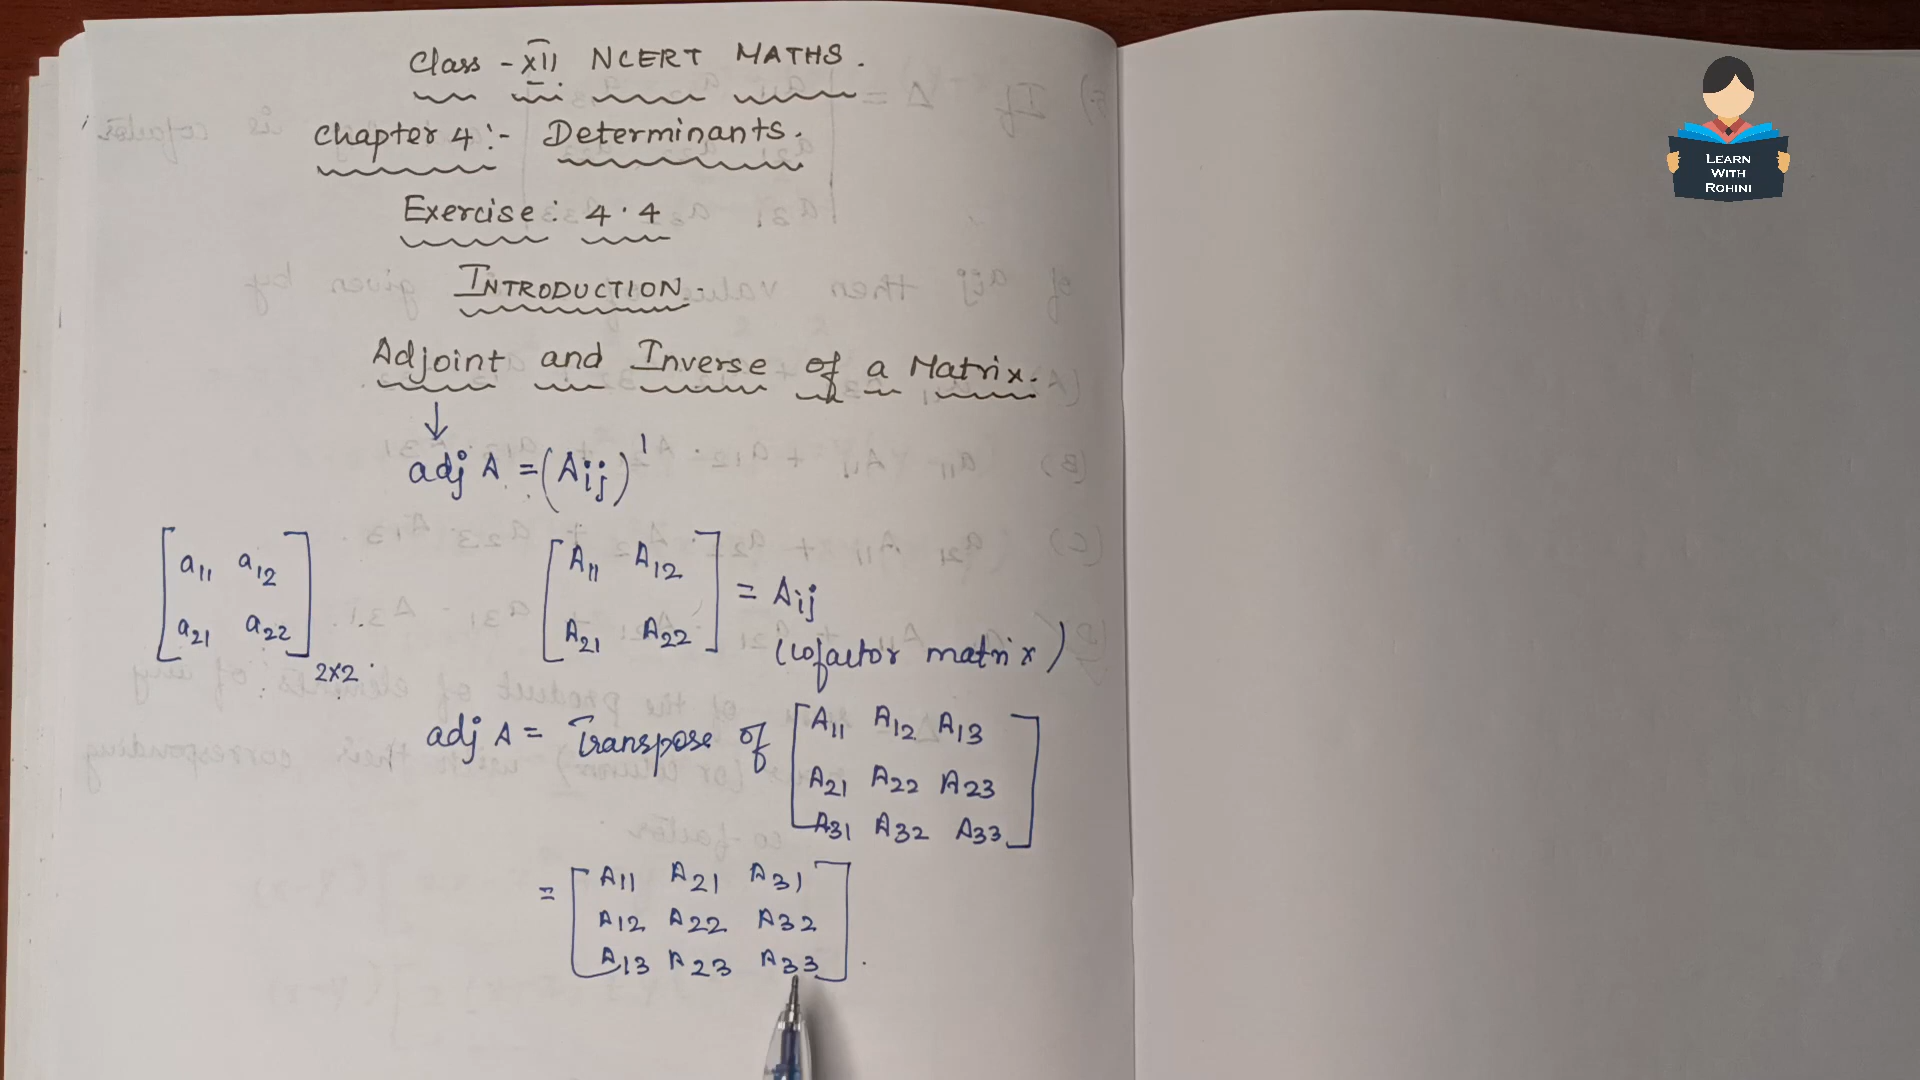 Class - XII NCERT MATHS.
Chapter 4 :- Determinants.
Exercise: 4.4
INTRODUCTION.
Adjoint and Inverse of a Matrix.
↓
adj A = (Aij)'
[a11 a12
a21 a22] 2x2.
[A11 A12
A21 A22] = Aij
(cofactor matrix)
adj A = Transpose of [A11 A12 A13
A21 A22 A23
A31 A32 A33]
= [A11 A21 A31
A12 A22 A32
A13 A23 A33].
LEARN
WITH
ROHINI